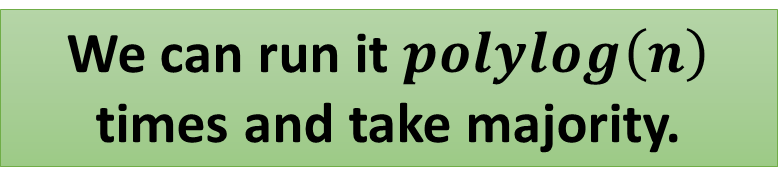 We can run it polylog(n)
times and take majority.